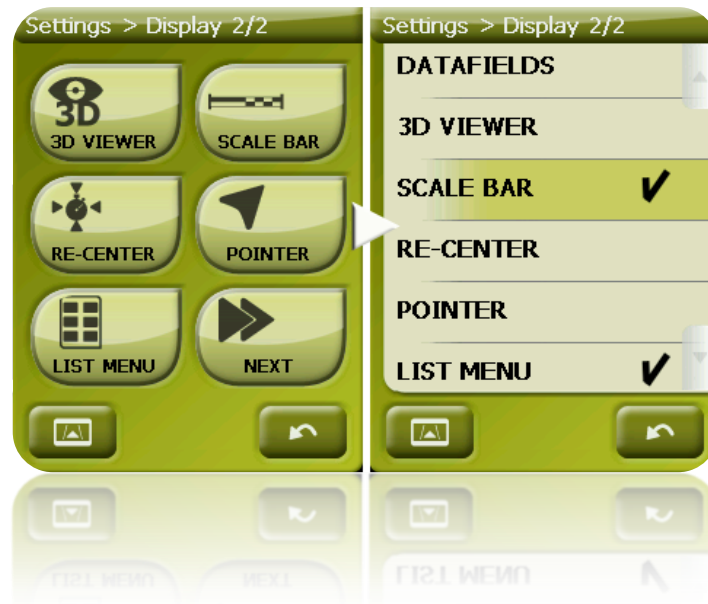 Settings > Display 2/2
3D
3D VIEWER
SCALE BAR
RE-CENTER
POINTER
LIST MENU
NEXT
Settings > Display 2/2
DATAFIELDS
3D VIEWER
SCALE BAR
RE-CENTER
POINTER
LIST MENU